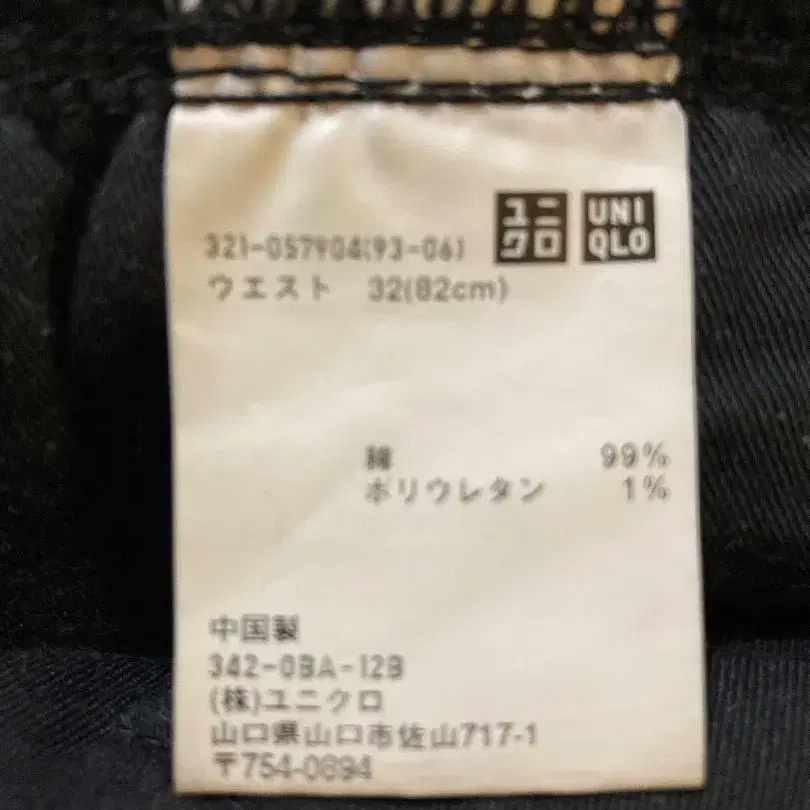 ユニクロ UNIQLO
321-057904(93-06)
ウエスト 32(82cm)
綿 99%
ポリウレタン 1%
中国製
342-0BA-12B
(株)ユニクロ
山口県山口市佐山717-1
〒754-0894